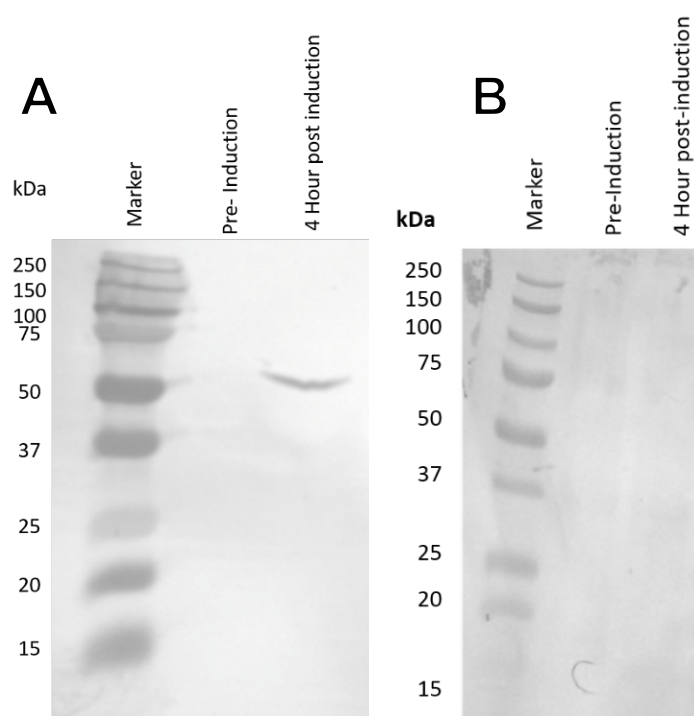 A
kDa
Marker
Pre- Induction
4 Hour post induction
250
150
100
75
50
37
25
20
15
B
kDa
Marker
Pre-Induction
4 Hour post-induction
250
150
100
75
50
37
25
20
15